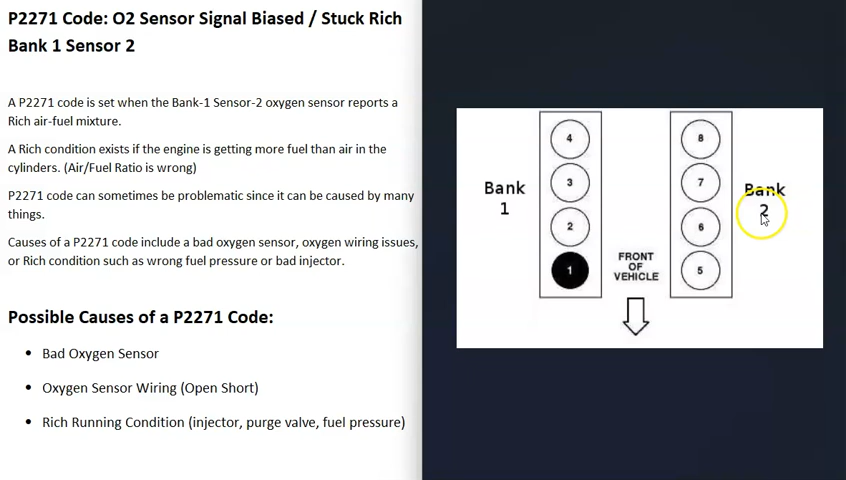 P2271 Code: O2 Sensor Signal Biased / Stuck Rich
Bank 1 Sensor 2
A P2271 code is set when the Bank-1 Sensor-2 oxygen sensor reports a
Rich air-fuel mixture.
A Rich condition exists if the engine is getting more fuel than air in the
cylinders. (Air/Fuel Ratio is wrong)
P2271 code can sometimes be problematic since it can be caused by many
things.
Causes of a P2271 code include a bad oxygen sensor, oxygen wiring issues,
or Rich condition such as wrong fuel pressure or bad injector.
Possible Causes of a P2271 Code:
• Bad Oxygen Sensor
• Oxygen Sensor Wiring (Open Short)
• Rich Running Condition (injector, purge valve, fuel pressure)
Bank
1
4
3
2
1
FRONT
OF
VEHICLE
8
7
6
5
Bank
2